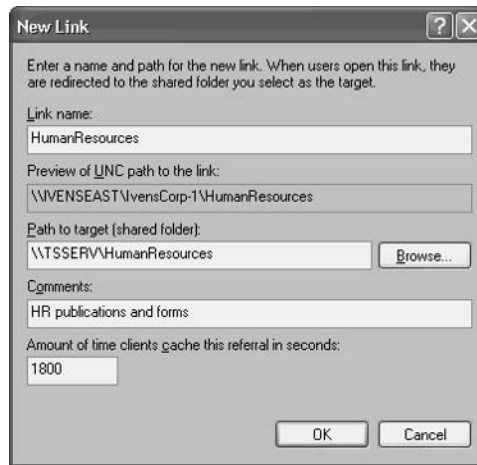 New Link
Enter a name and path for the new link. When users open this link, they
are redirected to the shared folder you select as the target.
Link name:
HumanResources
Preview of UNC path to the link:
\\IVENSEAST\IvensCorp-1\HumanResources
Path to target (shared folder):
\\TSSERV\HumanResources
Browse...
Comments:
HR publications and forms
Amount of time clients cache this referral in seconds:
1800
OK
Cancel